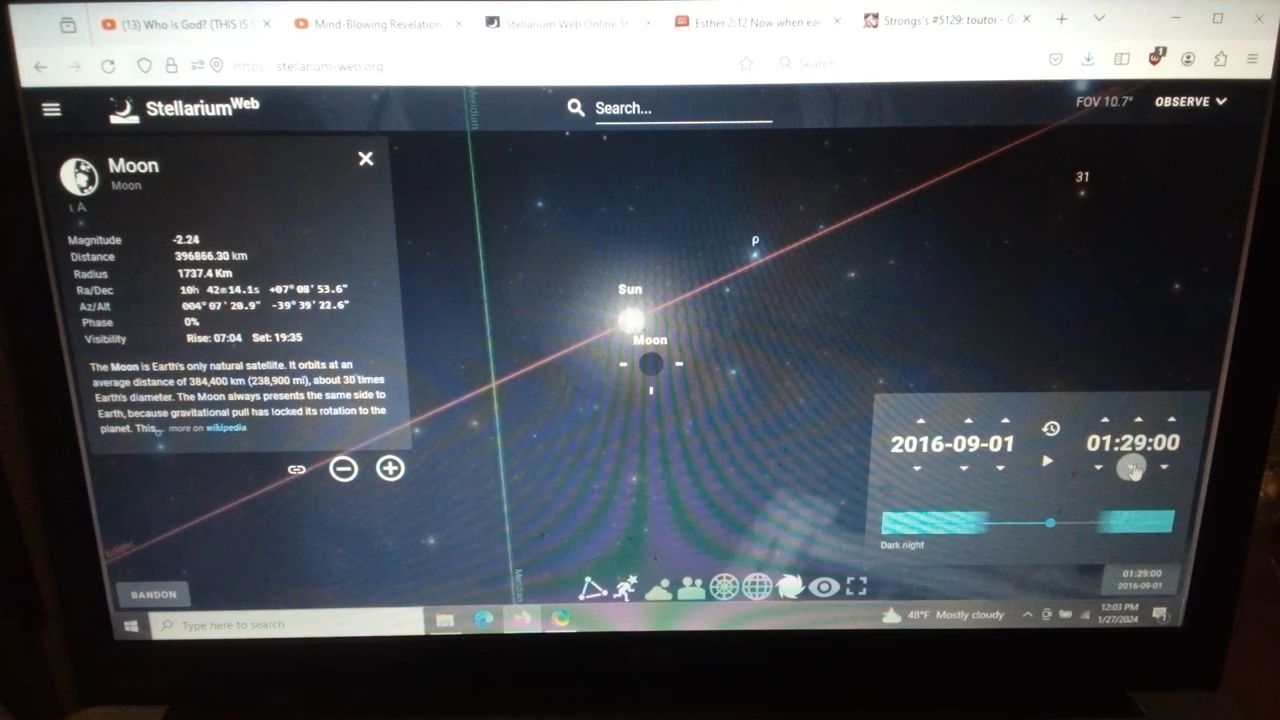 (13) Who is God? (THIS IS
Mind-Blowing Revelation
Stellarium Web Online St
Esther 2:12 Now when eac
Strongs's #5129: toutoi - G
https://stellarium-web.org
Search
1
StellariumWeb
Search...
FOV 10.7°
OBSERVE
Meridian
Moon
Moon
Magnitude -2.24
Distance 396866.30 km
Radius 1737.4 Km
Ra/Dec 10h 42m14.1s +07°08'53.6"
Az/Alt 004°07'20.9" -39°39'22.6"
Phase 0%
Visibility Rise: 07:04 Set: 19:35
The Moon is Earth's only natural satellite. It orbits at an
average distance of 384,400 km (238,900 mi), about 30 times
Earth's diameter. The Moon always presents the same side to
Earth, because gravitational pull has locked its rotation to the
planet. This... more on wikipedia
31
ρ
Sun
Moon
2016-09-01 01:29:00
Dark night
Meridian
BANDON
01:29:00
2016-09-01
Type here to search
48°F Mostly cloudy
12:03 PM
1/27/2024